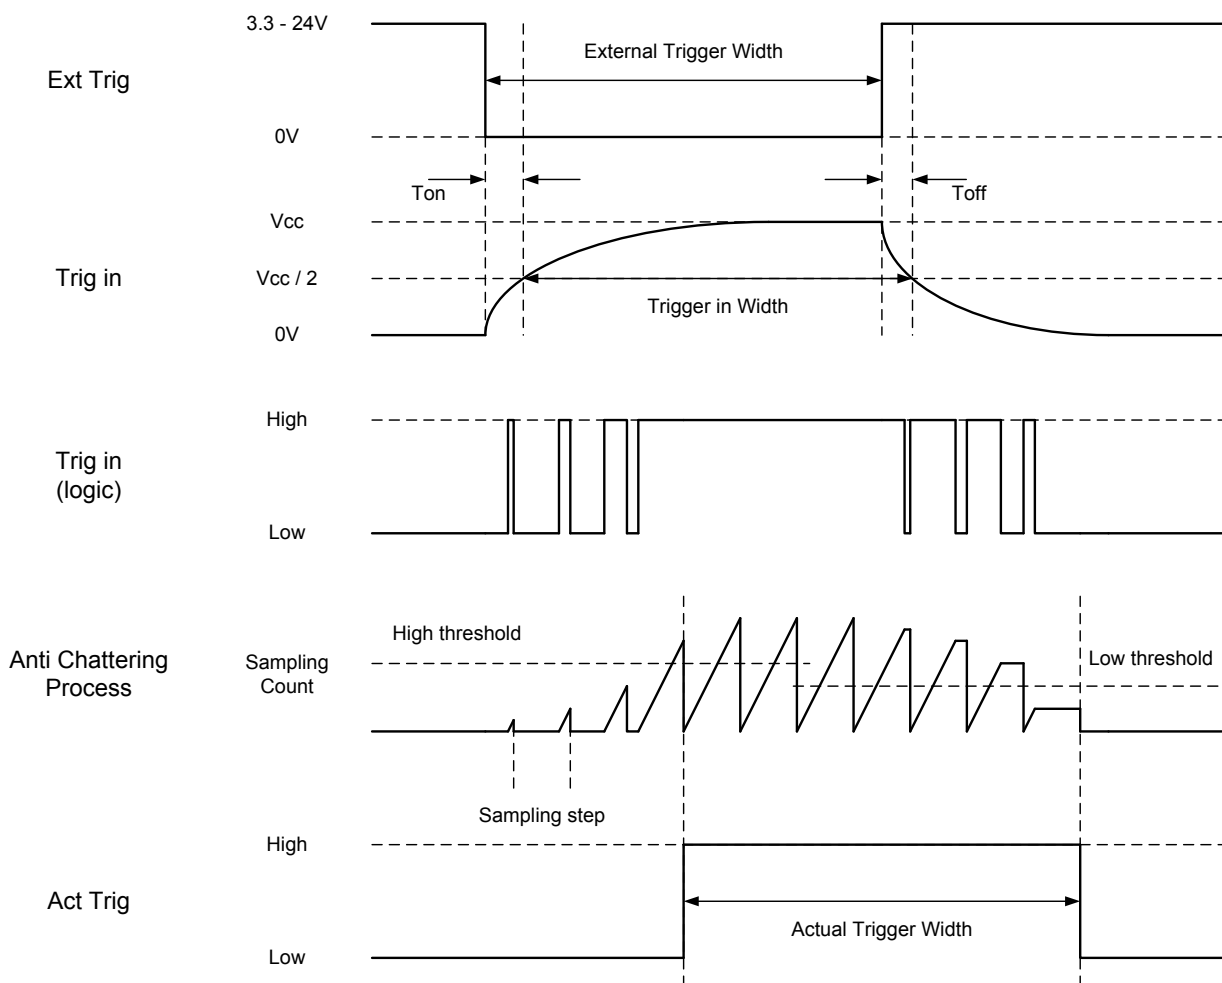 3.3 - 24V
External Trigger Width
Ext Trig
0V
Ton
Toff
Vcc
Trig in
Vcc / 2
Trigger in Width
0V
High
Trig in
(logic)
Low
High threshold
Anti Chattering
Process
Sampling
Count
Low threshold
Sampling step
High
Act Trig
Actual Trigger Width
Low